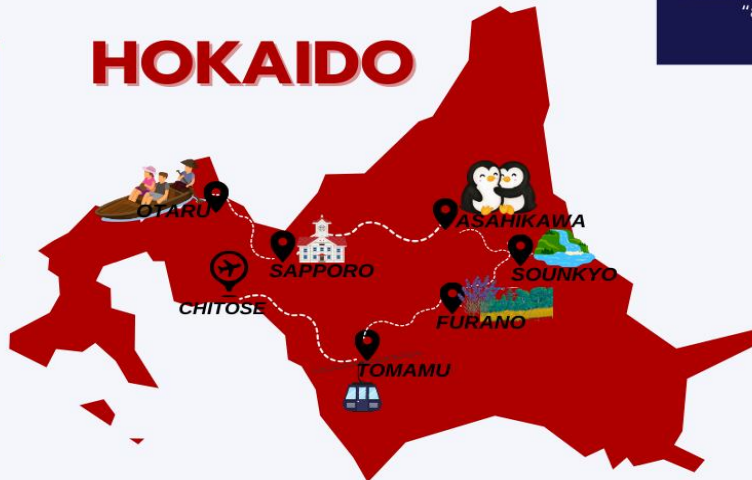 HOKAIDO
OTARU
ASAHIKAWA
SAPPORO
SOUNKYO
CHITOSE
FURANO
TOMAMU